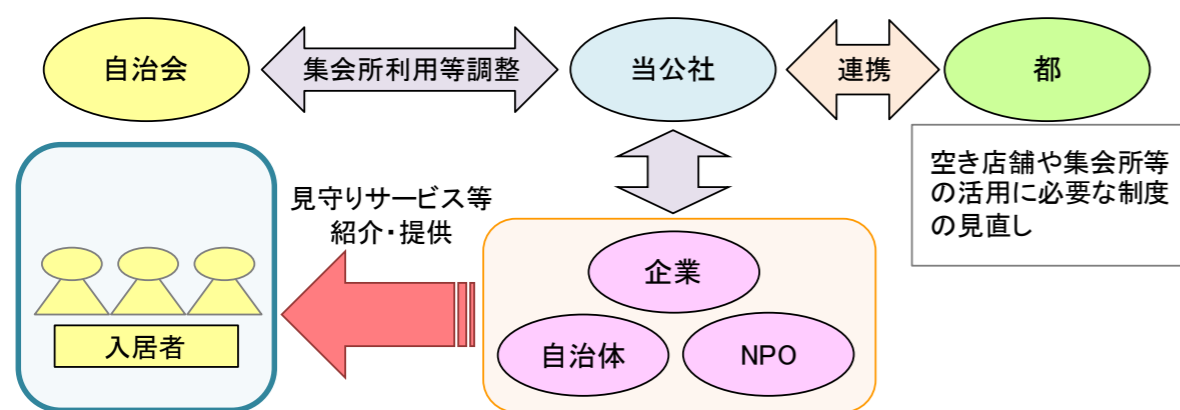 自治会
集会所利用等調整
当公社
連携
都
空き店舗や集会所等
の活用に必要な制度
の見直し
見守りサービス等
紹介・提供
企業
自治体
NPO
入居者